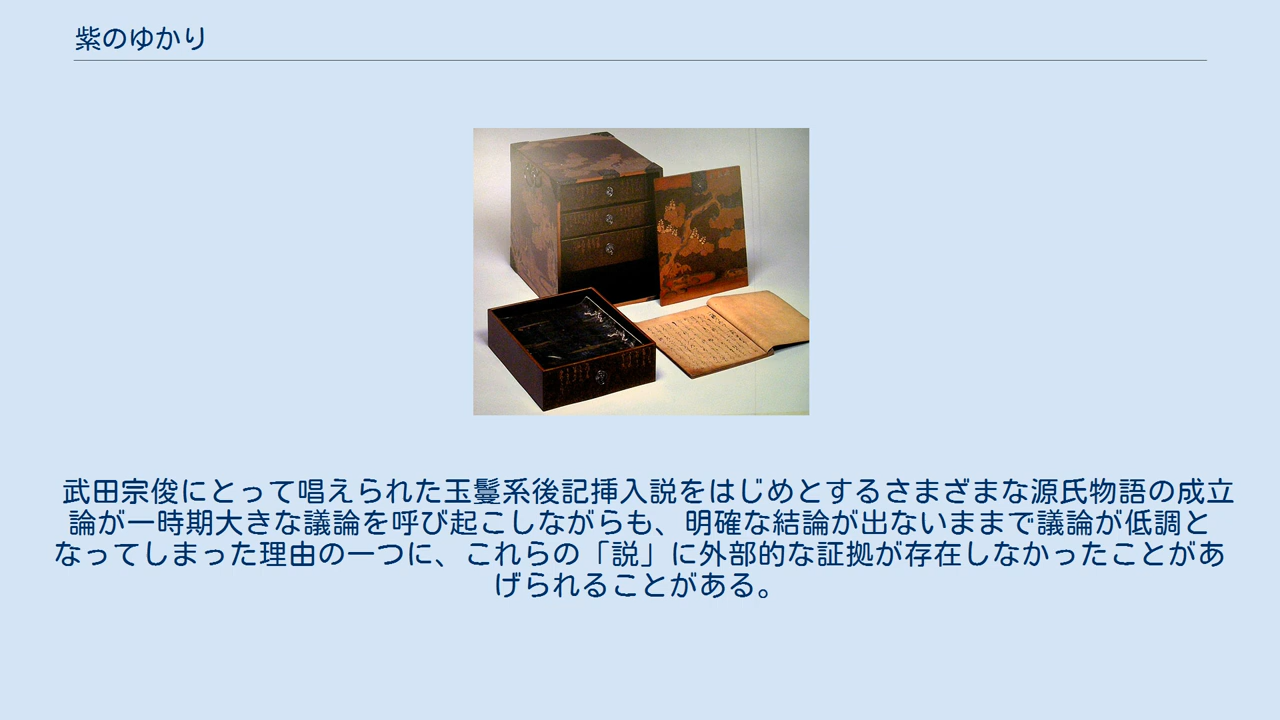 紫のゆかり
武田宗俊にとって唱えられた玉鬘系後記挿入説をはじめとするさまざまな源氏物語の成立
論が一時期大きな議論を呼び起こしながらも、明確な結論が出ないままで議論が低調と
なってしまった理由の一つに、これらの「説」に外部的な証拠が存在しなかったことがあ
げられることがある。